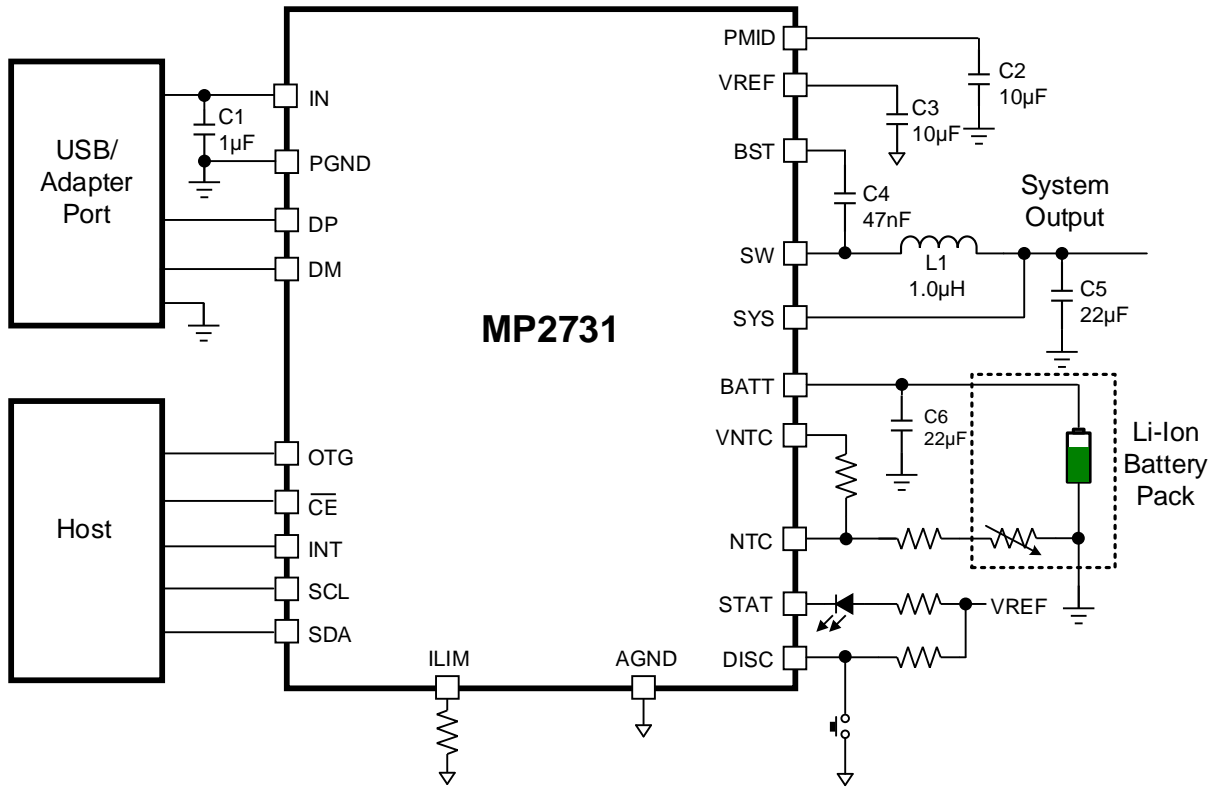 USB/
Adapter
Port
C1
1µF
Host
IN
PGND
DP
DM
OTG
CE
INT
SCL
SDA
MP2731
ILIM
AGND
PMID
VREF
BST
SW
SYS
BATT
VNTC
NTC
STAT
DISC
C2
10µF
C3
10µF
C4
47nF
L1
1.0µH
System
Output
C5
22µF
C6
22µF
Li-Ion
Battery
Pack
VREF